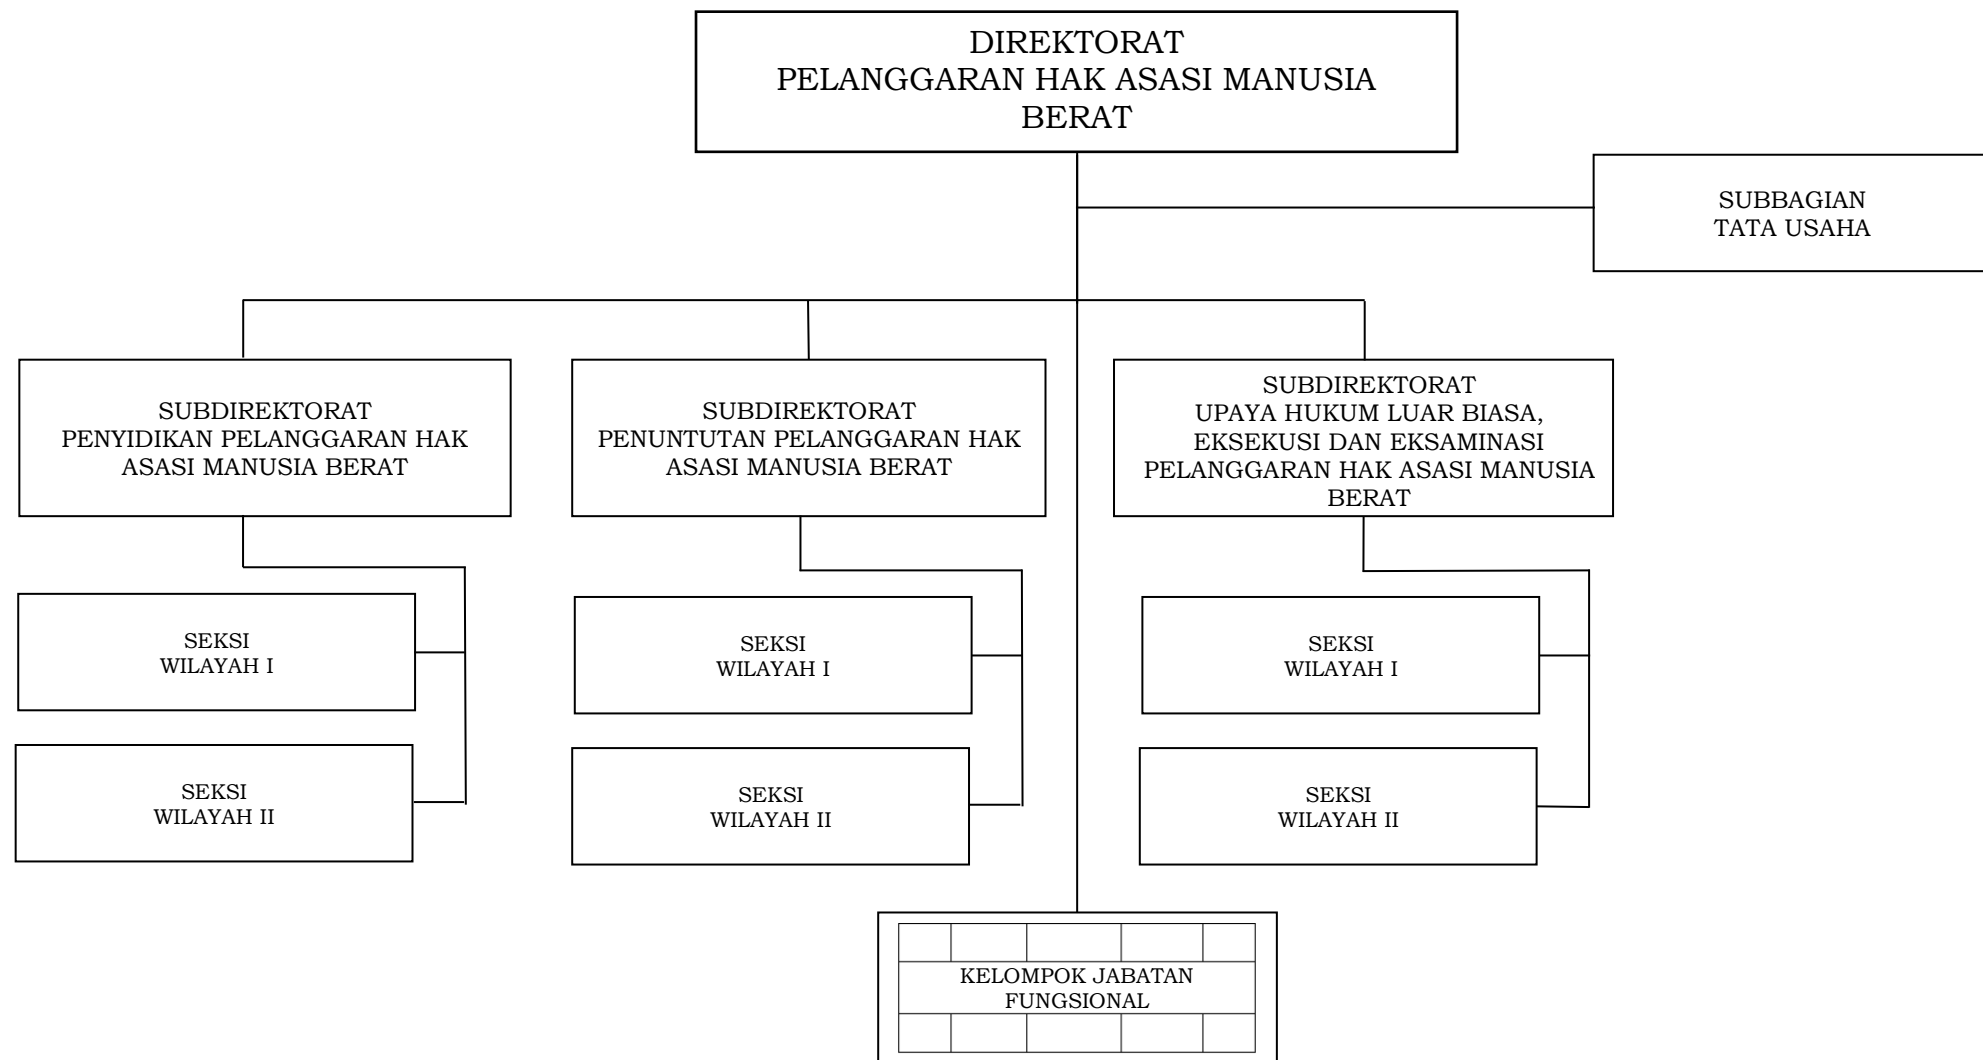 DIREKTORAT
PELANGGARAN HAK ASASI MANUSIA
BERAT
SUBBAGIAN
TATA USAHA
SUBDIREKTORAT
PENYIDIKAN PELANGGARAN HAK
ASASI MANUSIA BERAT
SUBDIREKTORAT
PENUNTUTAN PELANGGARAN HAK
ASASI MANUSIA BERAT
SUBDIREKTORAT
UPAYA HUKUM LUAR BIASA,
EKSEKUSI DAN EKSAMINASI
PELANGGARAN HAK ASASI MANUSIA
BERAT
SEKSI
WILAYAH I
SEKSI
WILAYAH I
SEKSI
WILAYAH I
SEKSI
WILAYAH II
SEKSI
WILAYAH II
SEKSI
WILAYAH II
KELOMPOK JABATAN
FUNGSIONAL